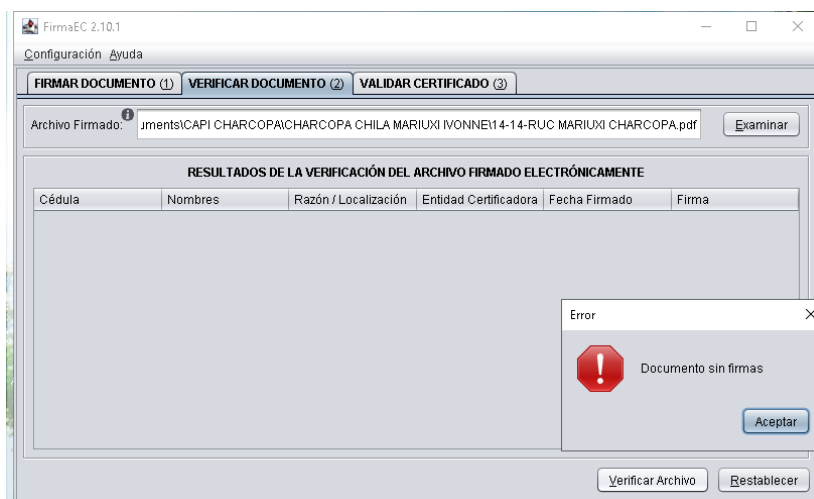 FirmaEC 2.10.1
Configuración Ayuda
FIRMAR DOCUMENTO (1) VERIFICAR DOCUMENTO (2) VALIDAR CERTIFICADO (3)
Archivo Firmado: uments\CAPI CHARCOPA\CHARCOPA CHILA MARIUXI IVONNE\14-14-RUC MARIUXI CHARCOPA.pdf Examinar
RESULTADOS DE LA VERIFICACIÓN DEL ARCHIVO FIRMADO ELECTRÓNICAMENTE
Cédula Nombres Razón / Localización Entidad Certificadora Fecha Firmado Firma
Error
Documento sin firmas
Aceptar
Verificar Archivo Restablecer